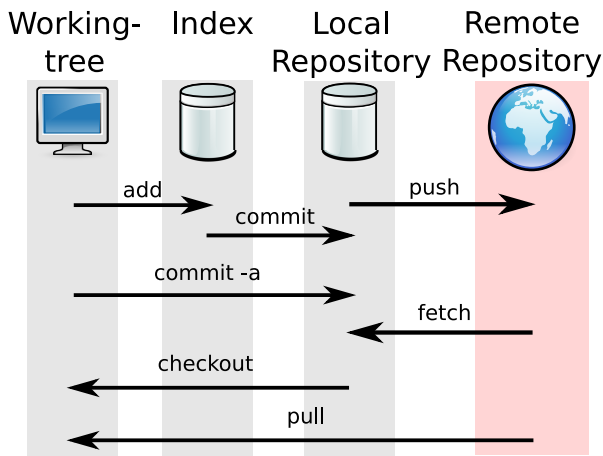 Working-
tree
Index
Local
Repository
Remote
Repository
add
push
commit
commit -a
fetch
checkout
pull